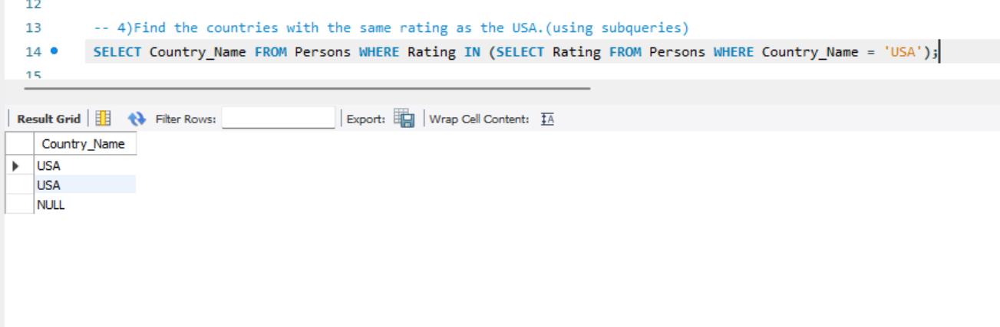 12
13 -- 4)Find the countries with the same rating as the USA.(using subqueries)
14 SELECT Country_Name FROM Persons WHERE Rating IN (SELECT Rating FROM Persons WHERE Country_Name = 'USA');
15
Result Grid Filter Rows: Export: Wrap Cell Content: IA
Country_Name
USA
USA
NULL